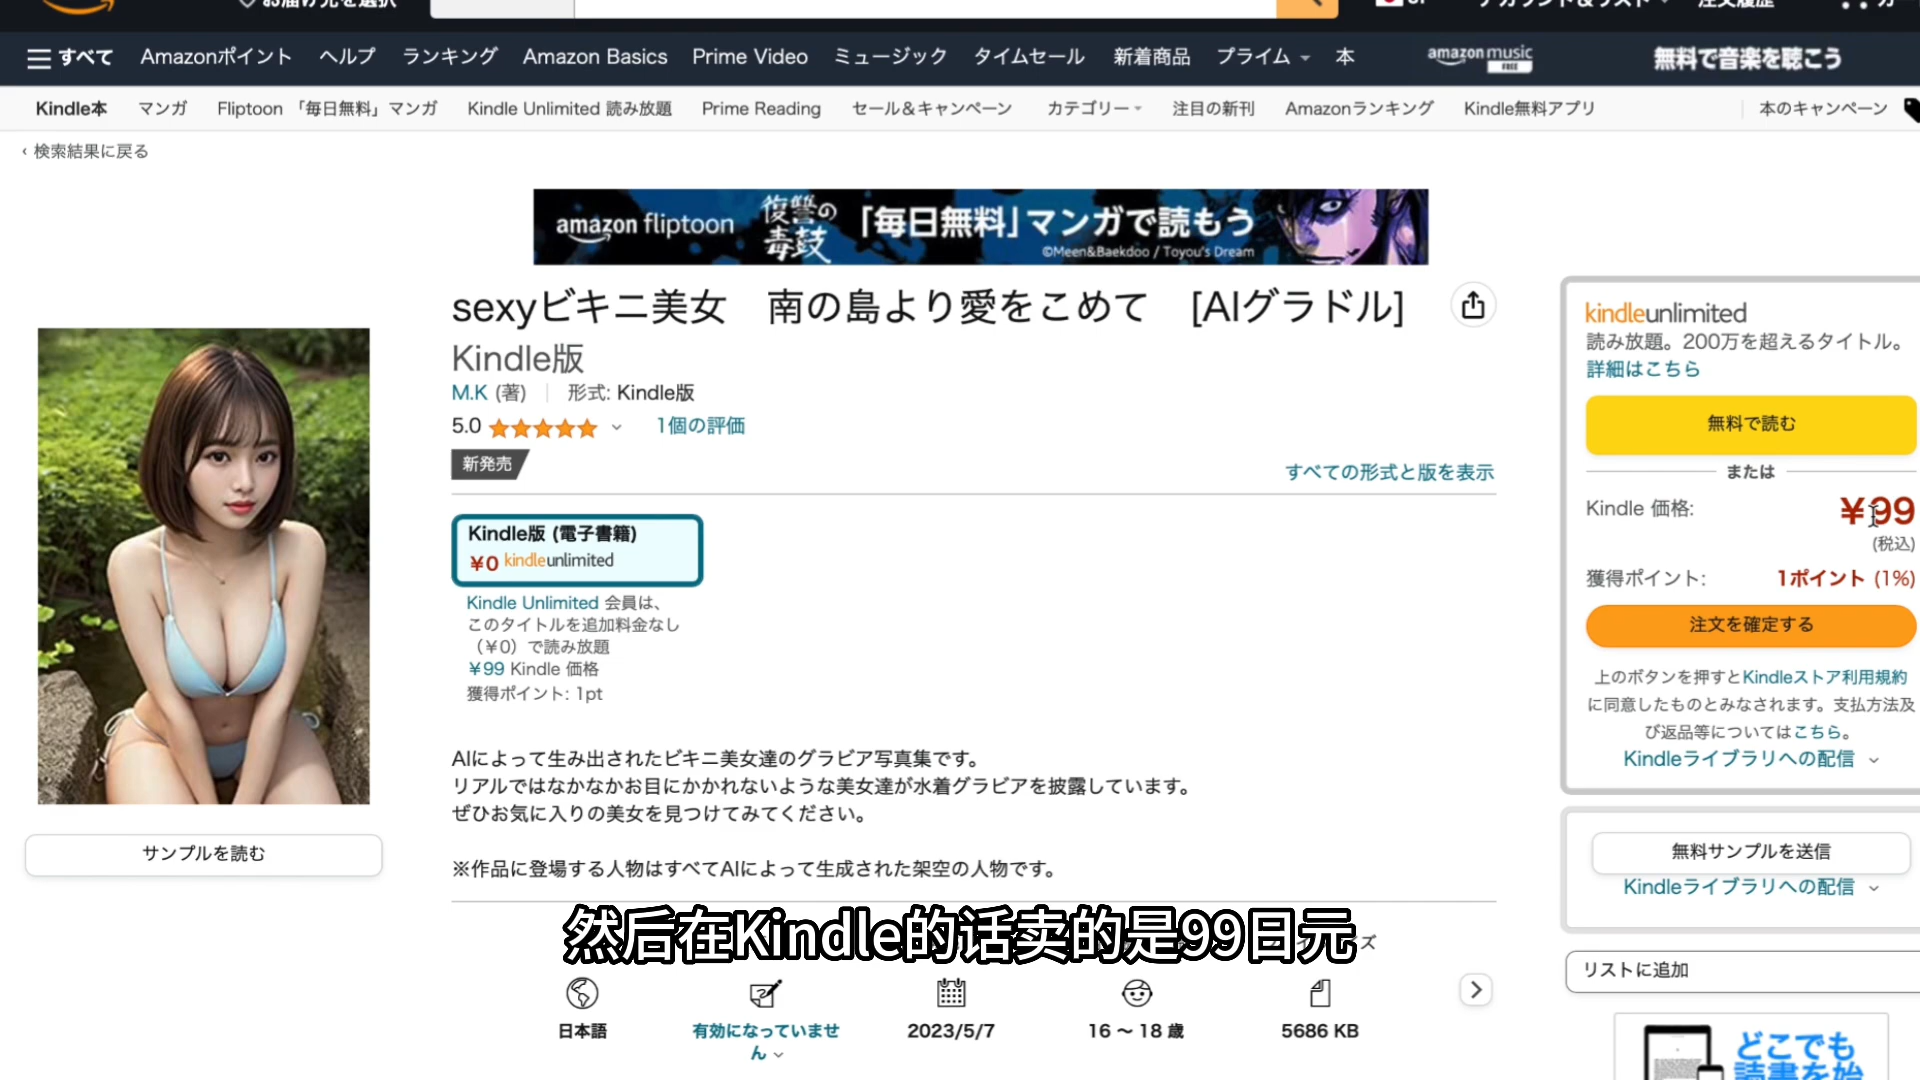 すべて Amazonポイント ヘルプ ランキング Amazon Basics Prime Video ミュージック タイムセール 新着商品 プライム 本 amazon music FREE 無料で音楽を聴こう
Kindle本 マンガ Fliptoon 「毎日無料」マンガ Kindle Unlimited 読み放題 Prime Reading セール＆キャンペーン カテゴリー 注目の新刊 Amazonランキング Kindle無料アプリ 本のキャンペーン
‹ 検索結果に戻る
amazon fliptoon 復讐の毒鼓 「毎日無料」マンガで読もう
©Meen&Baekdoo / Toyou's Dream
sexyビキニ美女　南の島より愛をこめて　[AIグラドル]
Kindle版
M.K (著) 形式: Kindle版
5.0 1個の評価
新発売
すべての形式と版を表示
Kindle版 (電子書籍)
¥0 kindleunlimited
Kindle Unlimited 会員は、
このタイトルを追加料金なし
（¥0）で読み放題
¥99 Kindle 価格
獲得ポイント: 1pt
AIによって生み出されたビキニ美女達のグラビア写真集です。
リアルではなかなかお目にかかれないような美女達が水着グラビアを披露しています。
ぜひお気に入りの美女を見つけてみてください。
※作品に登場する人物はすべてAIによって生成された架空の人物です。
サンプルを読む
然后在Kindle的话卖的是99日元
日本語
有効になっていませ
ん
2023/5/7
16 〜 18 歳
5686 KB
kindleunlimited
読み放題。200万を超えるタイトル。
詳細はこちら
無料で読む
または
Kindle 価格: ¥99
(税込)
獲得ポイント: 1ポイント (1%)
注文を確定する
上のボタンを押すとKindleストア利用規約
に同意したものとみなされます。支払方法及
び返品等についてはこちら。
Kindleライブラリへの配信
無料サンプルを送信
Kindleライブラリへの配信
リストに追加
どこでも
読書を始